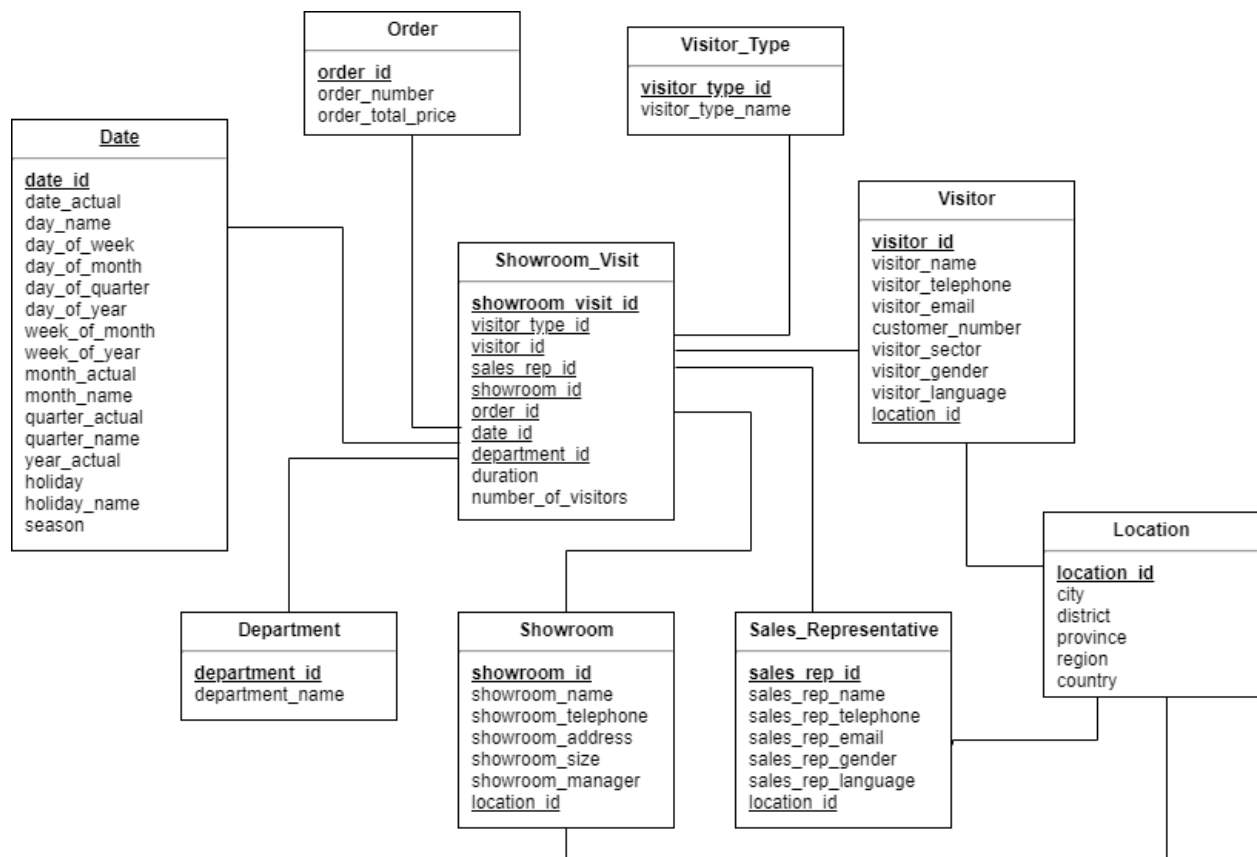 Order
order_id
order_number
order_total_price
Visitor_Type
visitor_type_id
visitor_type_name
Date
date_id
date_actual
day_name
day_of_week
day_of_month
day_of_quarter
day_of_year
week_of_month
week_of_year
month_actual
month_name
quarter_actual
quarter_name
year_actual
holiday
holiday_name
season
Showroom_Visit
showroom_visit_id
visitor_type_id
visitor_id
sales_rep_id
showroom_id
order_id
date_id
department_id
duration
number_of_visitors
Visitor
visitor_id
visitor_name
visitor_telephone
visitor_email
customer_number
visitor_sector
visitor_gender
visitor_language
location_id
Location
location_id
city
district
province
region
country
Department
department_id
department_name
Showroom
showroom_id
showroom_name
showroom_telephone
showroom_address
showroom_size
showroom_manager
location_id
Sales_Representative
sales_rep_id
sales_rep_name
sales_rep_telephone
sales_rep_email
sales_rep_gender
sales_rep_language
location_id